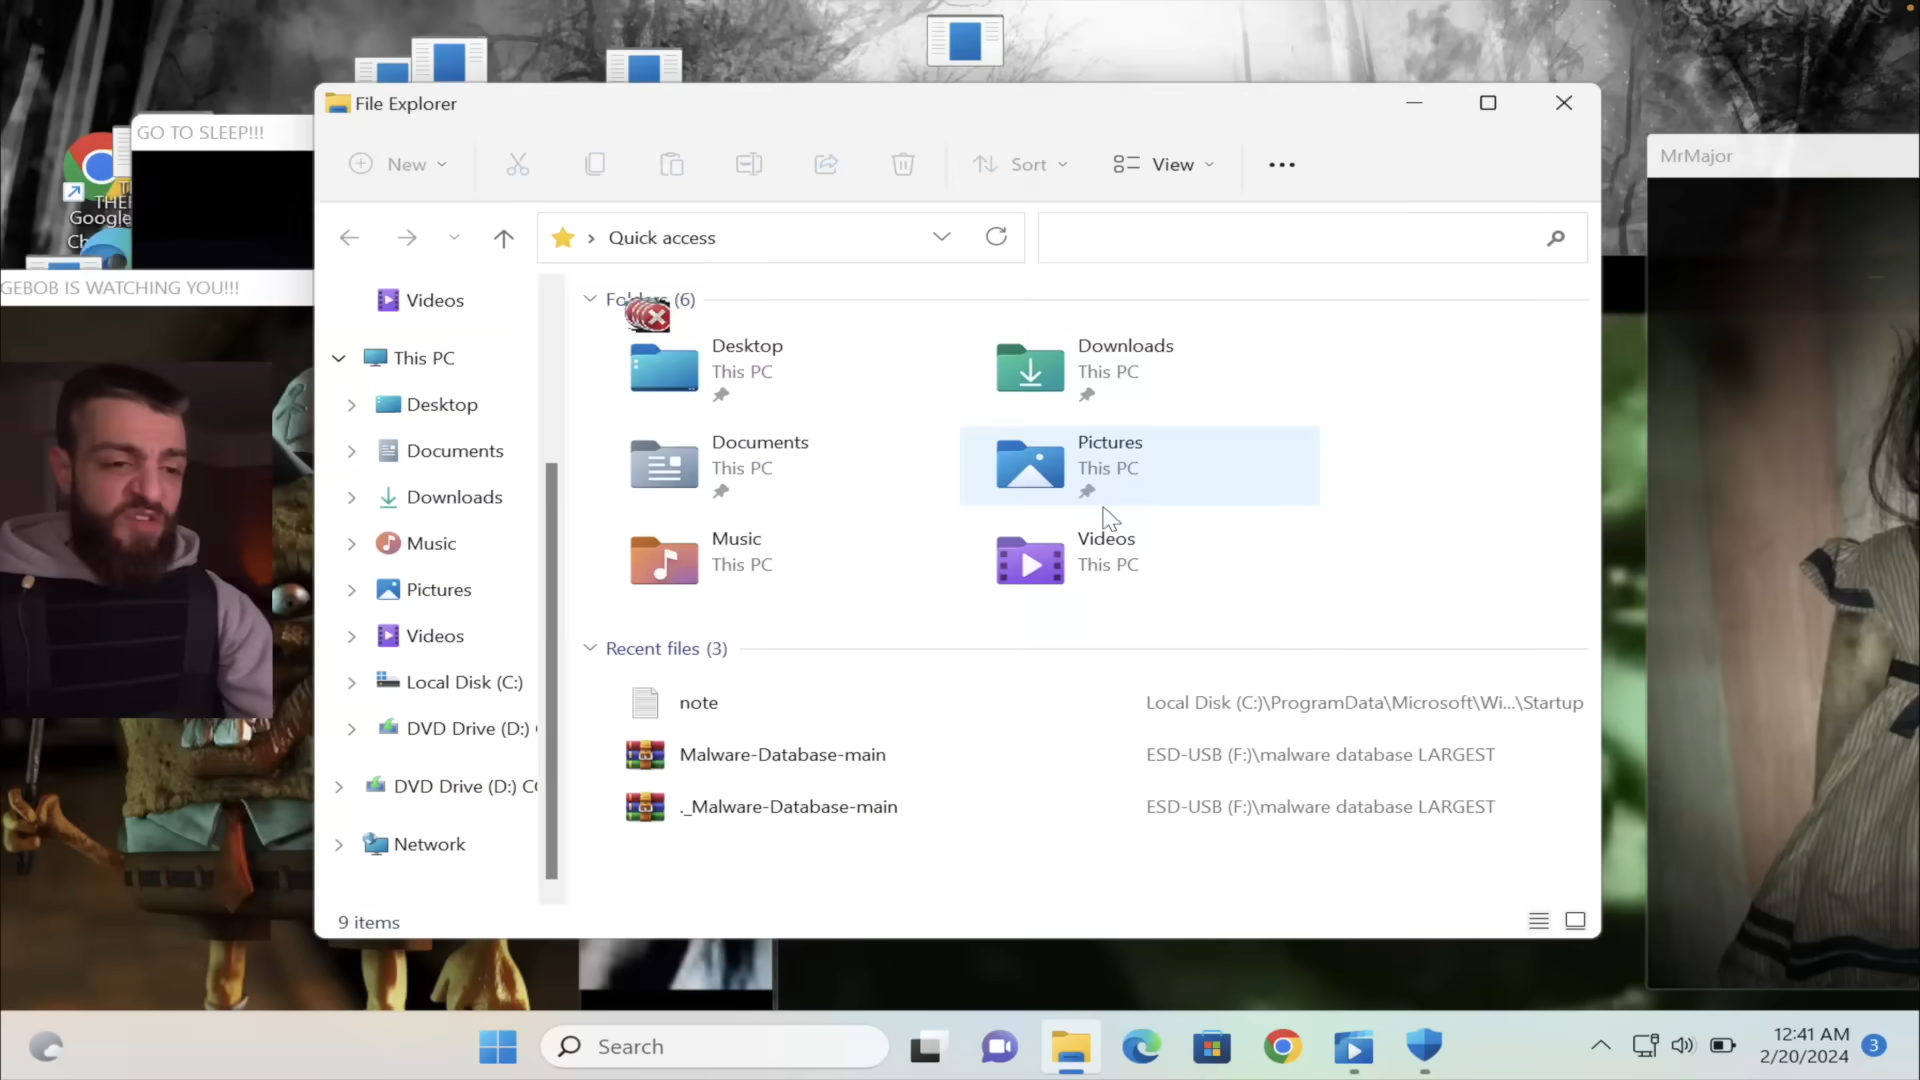 File Explorer
GO TO SLEEP!!!
MrMajor
New
Sort
View
Google
Quick access
GEBOB IS WATCHING YOU!!!
Videos
This PC
Desktop
Documents
Downloads
Music
Pictures
Videos
Local Disk (C:)
DVD Drive (D:)
DVD Drive (D:)
Network
Folders (6)
Desktop
This PC
Downloads
This PC
Documents
This PC
Pictures
This PC
Music
This PC
Videos
This PC
Recent files (3)
note
Local Disk (C:)\ProgramData\Microsoft\Wi...\Startup
Malware-Database-main
ESD-USB (F:)\malware database LARGEST
._Malware-Database-main
ESD-USB (F:)\malware database LARGEST
9 items
Search
12:41 AM
2/20/2024
3